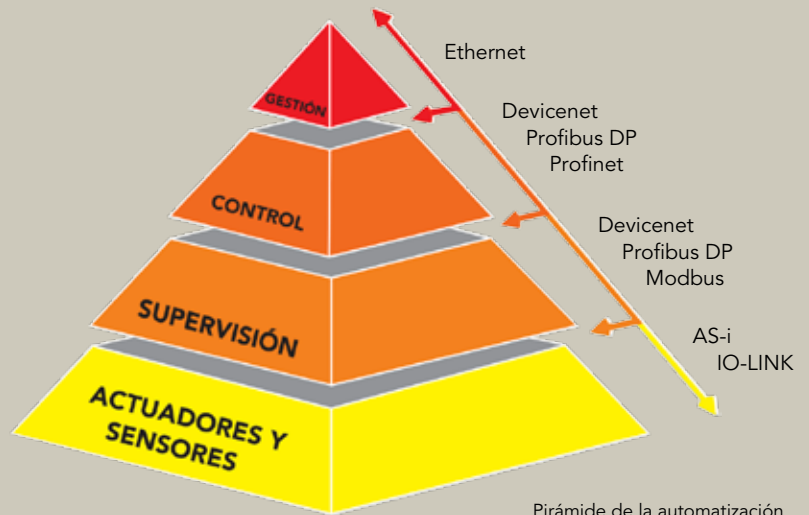 Ethernet
GESTIÓN
Devicenet
Profibus DP
Profinet
CONTROL
Devicenet
Profibus DP
Modbus
SUPERVISIÓN
AS-i
IO-LINK
ACTUADORES Y
SENSORES
Pirámide de la automatización